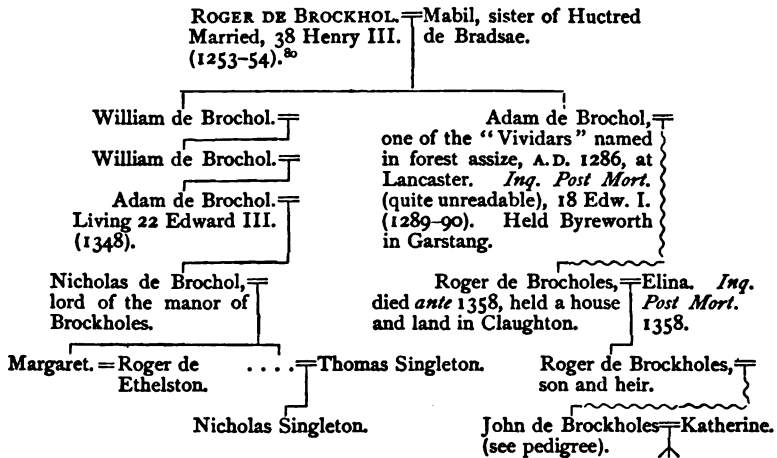 ROGER DE BROCKHOL. = Mabil, sister of Huctred
Married, 38 Henry III. de Bradsae.
(1253–54).⁸⁰
William de Brochol. =
William de Brochol. =
Adam de Brochol. =
Living 22 Edward III.
(1348).
Nicholas de Brochol, =
lord of the manor of
Brockholes.
Margaret. = Roger de
Ethelston.
. . . . = Thomas Singleton.
Nicholas Singleton.
Adam de Brochol, =
one of the "Vividars" named
in forest assize, A.D. 1286, at
Lancaster. Inq. Post Mort.
(quite unreadable), 18 Edw. I.
(1289–90). Held Byreworth
in Garstang.
Roger de Brocholes, = Elina. Inq.
died ante 1358, held a house Post Mort.
and land in Claughton. 1358.
Roger de Brockholes, =
son and heir.
John de Brockholes = Katherine.
(see pedigree).